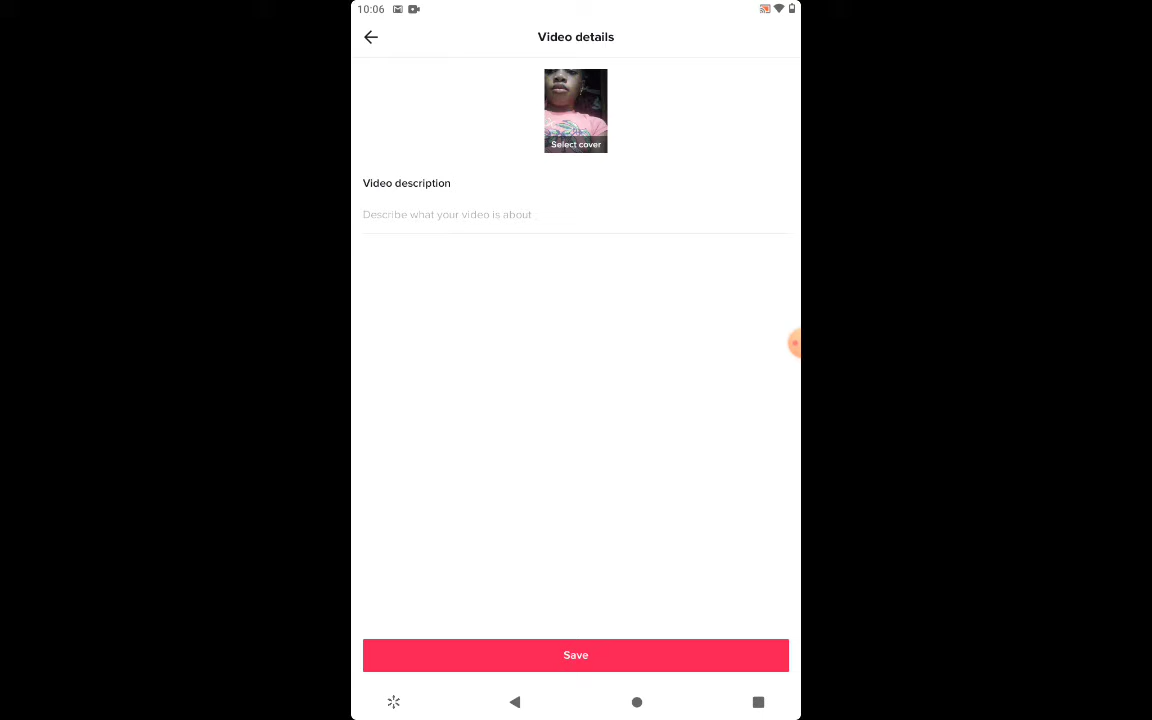 10:06
Video details
Select cover
Video description
Describe what your video is about
Save